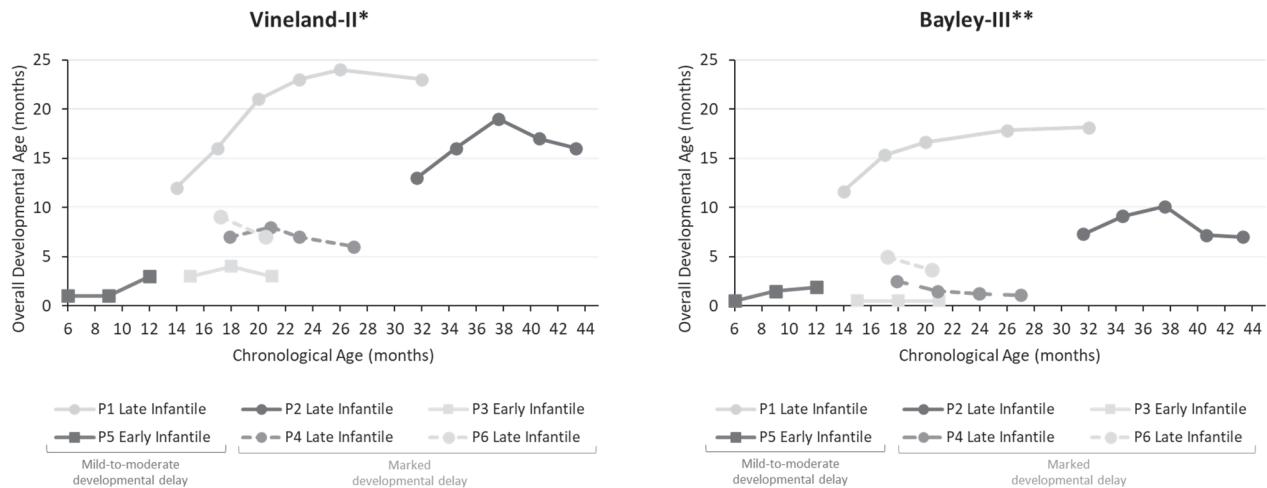 Vineland-II*
Overall Developmental Age (months)
25
20
15
10
5
0
6 8 10 12 14 16 18 20 22 24 26 28 30 32 34 36 38 40 42 44
Chronological Age (months)
P1 Late Infantile P2 Late Infantile P3 Early Infantile
P5 Early Infantile P4 Late Infantile P6 Late Infantile
Mild-to-moderate
developmental delay
Marked
developmental delay
Bayley-III**
Overall Developmental Age (months)
25
20
15
10
5
0
6 8 10 12 14 16 18 20 22 24 26 28 30 32 34 36 38 40 42 44
Chronological Age (months)
P1 Late Infantile P2 Late Infantile P3 Early Infantile
P5 Early Infantile P4 Late Infantile P6 Late Infantile
Mild-to-moderate
developmental delay
Marked
developmental delay